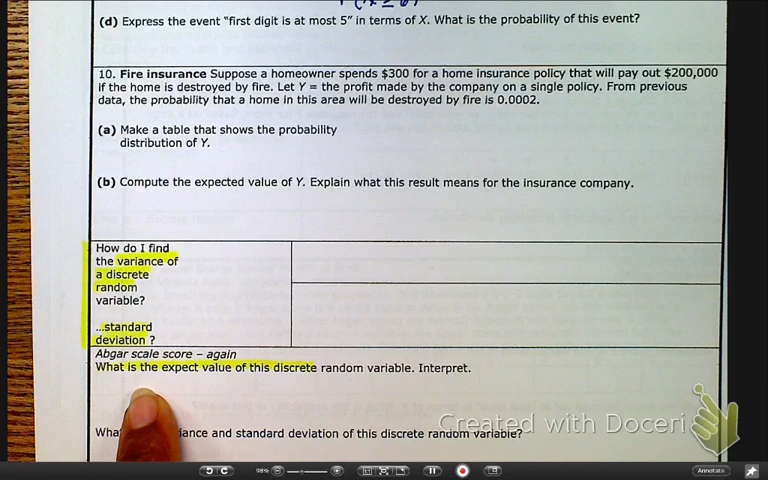 (d) Express the event "first digit is at most 5" in terms of X. What is the probability of this event?
10. Fire insurance Suppose a homeowner spends $300 for a home insurance policy that will pay out $200,000
if the home is destroyed by fire. Let Y = the profit made by the company on a single policy. From previous
data, the probability that a home in this area will be destroyed by fire is 0.0002.
(a) Make a table that shows the probability
distribution of Y.
(b) Compute the expected value of Y. Explain what this result means for the insurance company.
How do I find
the variance of
a discrete
random
variable?
...standard
deviation ?
Abgar scale score – again
What is the expect value of this discrete random variable. Interpret.
and standard deviation of this discrete random variable?
Created with Doceri
98%
Annotate